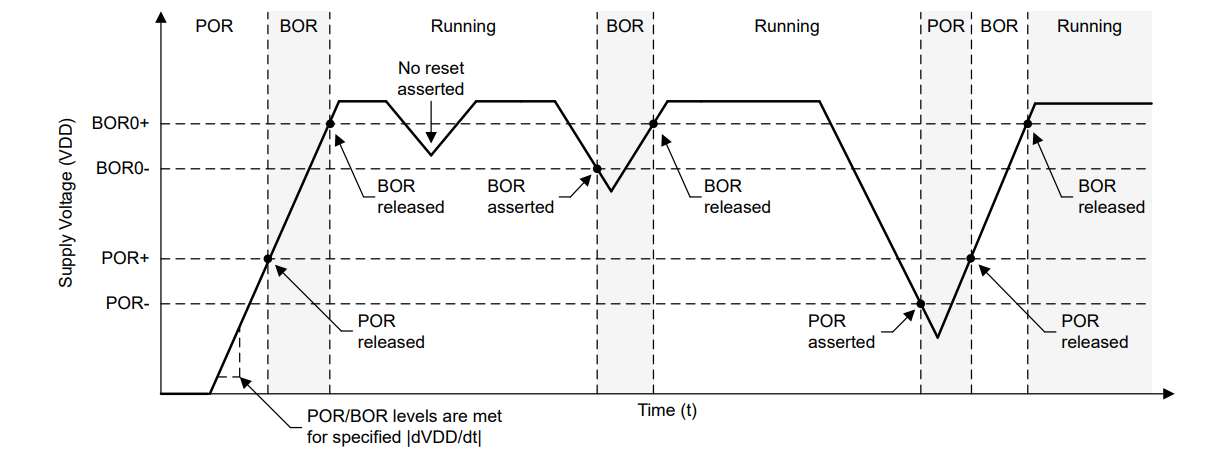 POR
BOR
Running
BOR
Running
POR
BOR
Running
No reset
asserted
BOR0+
BOR0-
POR+
POR-
Supply Voltage (VDD)
BOR
released
BOR
asserted
BOR
released
BOR
released
POR
released
POR
asserted
POR
released
Time (t)
POR/BOR levels are met
for specified |dVDD/dt|